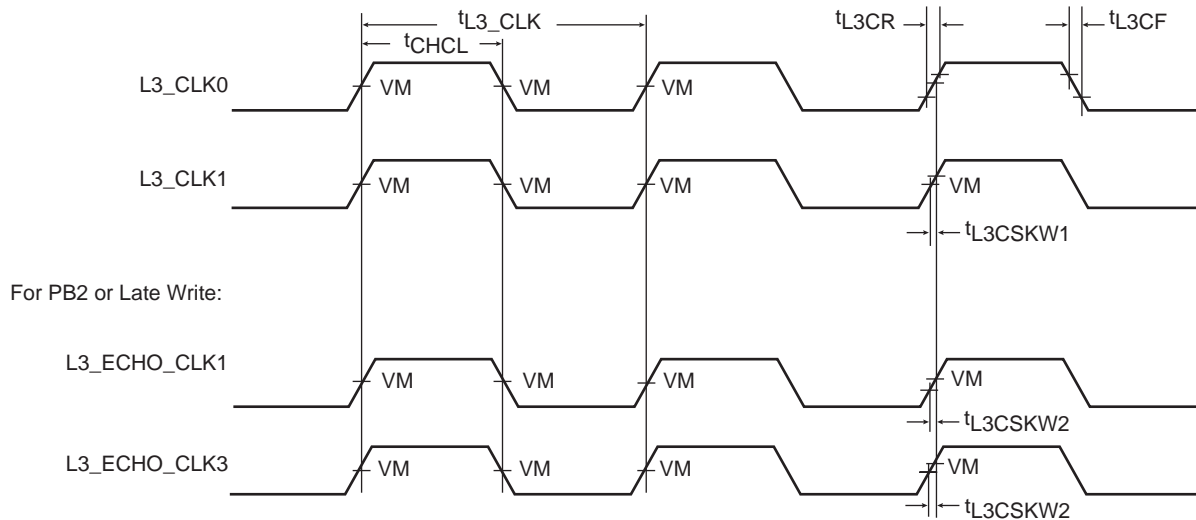 tL3_CLK
tL3CR
tL3CF
tCHCL
L3_CLK0
VM
VM
VM
L3_CLK1
VM
VM
VM
VM
tL3CSKW1
For PB2 or Late Write:
L3_ECHO_CLK1
VM
VM
VM
VM
tL3CSKW2
L3_ECHO_CLK3
VM
VM
VM
VM
tL3CSKW2